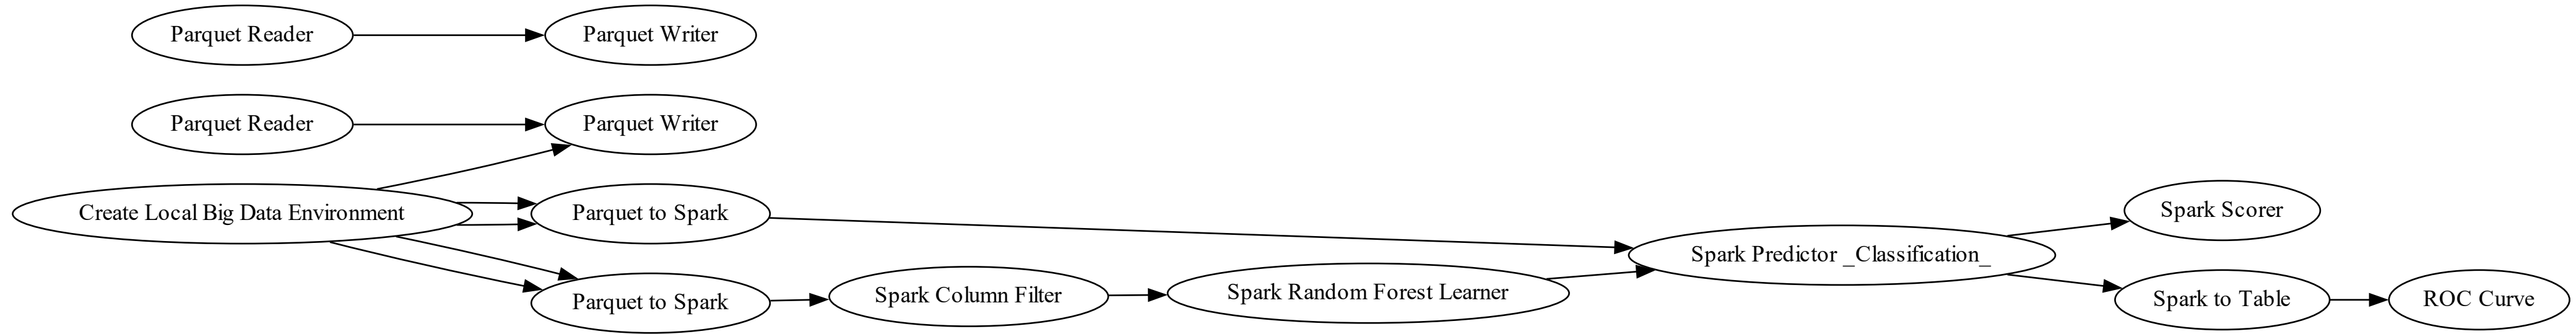 Parquet Reader
Parquet Writer
Parquet Reader
Parquet Writer
Create Local Big Data Environment
Parquet to Spark
Parquet to Spark
Spark Column Filter
Spark Random Forest Learner
Spark Predictor _Classification_
Spark Scorer
Spark to Table
ROC Curve